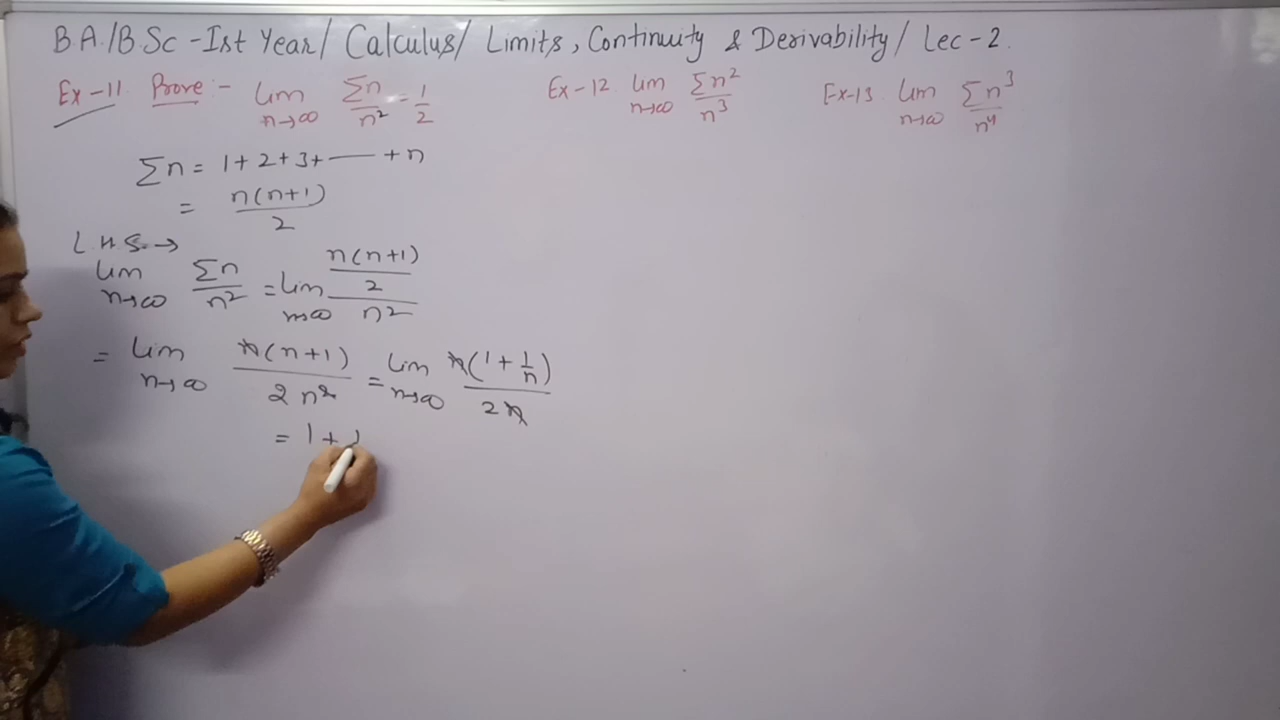 B.A./B.Sc - Ist Year / Calculus / Limits, Continuity & Derivability / Lec - 2.
Ex - 11 Prove :- lim n→∞ Σn/n² = 1/2
Ex - 12. lim n→∞ Σn²/n³
Ex - 13. lim n→∞ Σn³/n⁴
Σn = 1 + 2 + 3 + —— + n
= n(n+1)/2
L.H.S. →
lim n→∞ Σn/n² = lim n→∞ (n(n+1)/2)/n²
= lim n→∞ n(n+1)/2n² = lim n→∞ n(1 + 1/n)/2n
= 1 +